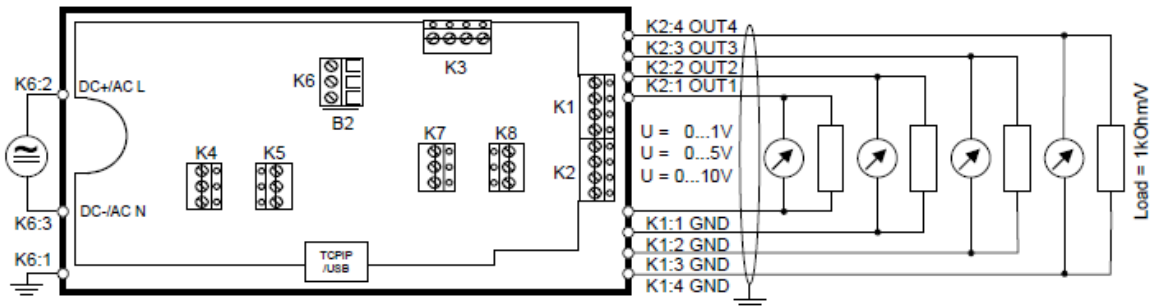 K2:4 OUT4
K2:3 OUT3
K2:2 OUT2
K2:1 OUT1
K3
K6:2
DC+/AC L
K6
B2
K1
K7
K8
U = 0...1V
U = 0...5V
U = 0...10V
K4
K5
K2
Load = 1kOhm/V
DC-/AC N
K6:3
K6:1
TCPIP
/USB
K1:1 GND
K1:2 GND
K1:3 GND
K1:4 GND